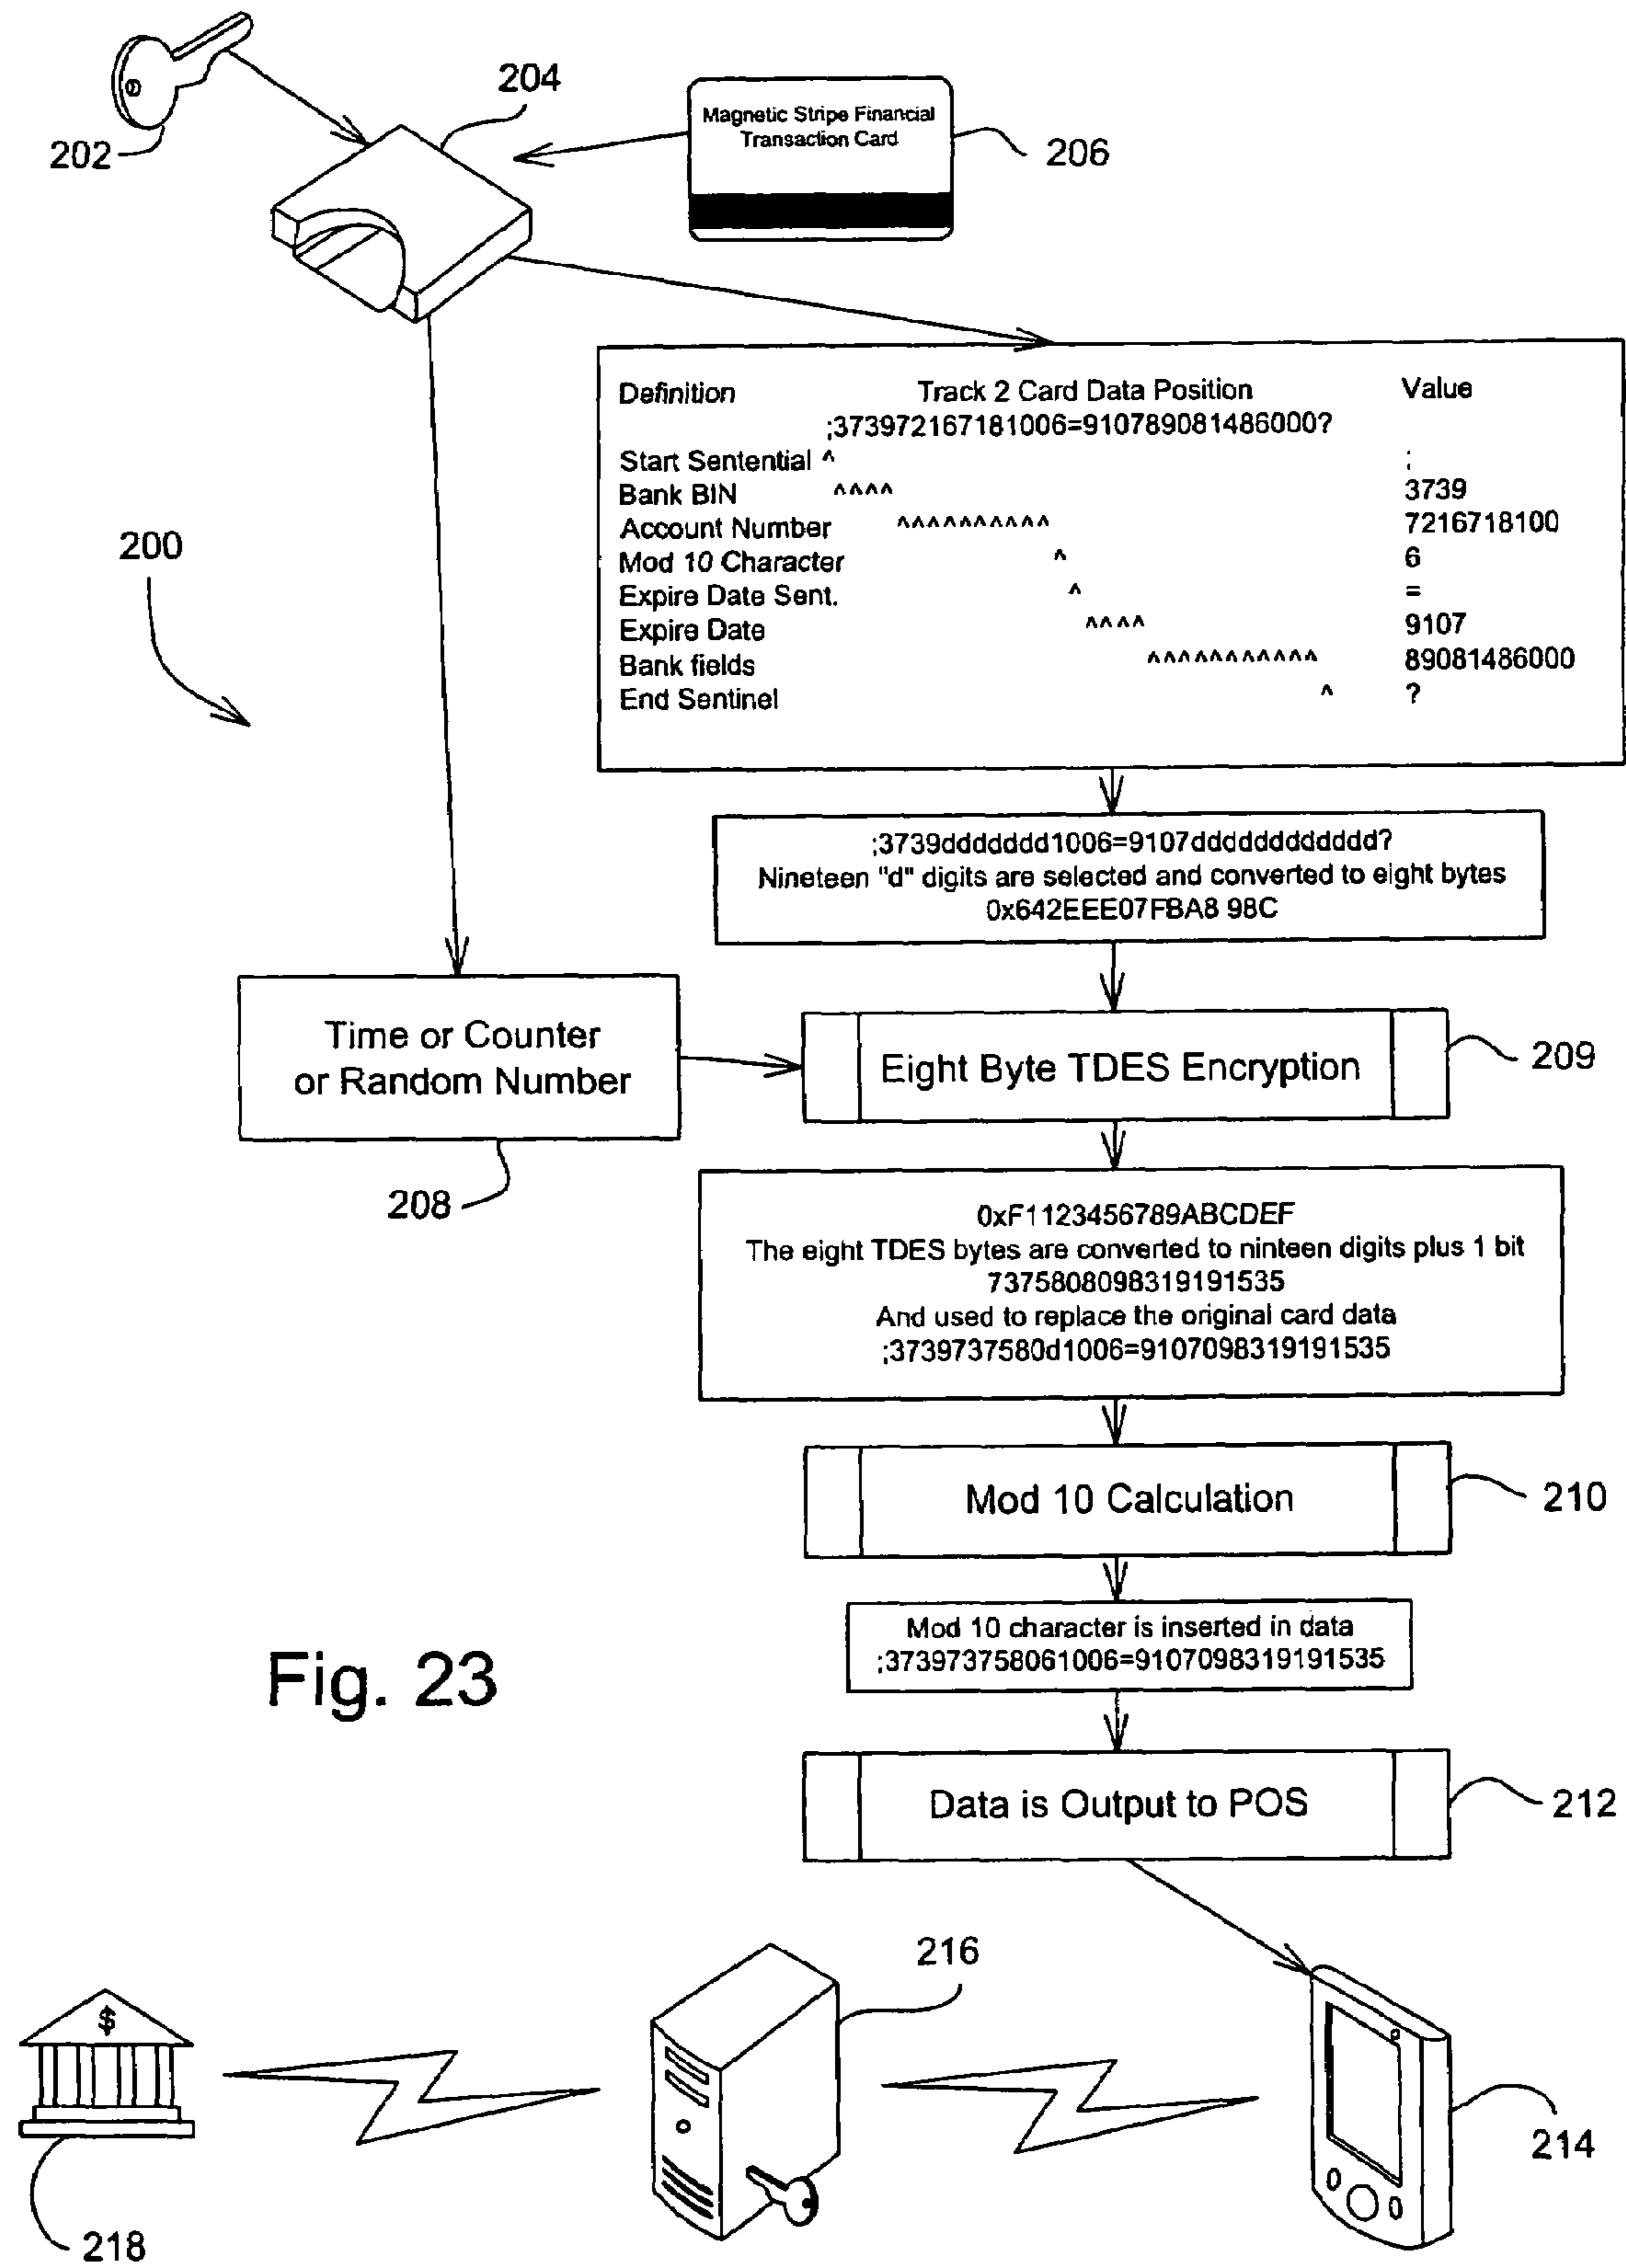 202
204
Magnetic Stripe Financial
Transaction Card
206
200
Definition Track 2 Card Data Position Value
;373972167181006=910789081486000?
Start Sentential ^ ;
Bank BIN ^^^^ 3739
Account Number ^^^^^^^^^^ 7216718100
Mod 10 Character ^ 6
Expire Date Sent. ^ =
Expire Date ^^^^ 9107
Bank fields ^^^^^^^^^^^ 89081486000
End Sentinel ^ ?
;3739ddddddd1006=9107dddddddddddd?
Nineteen "d" digits are selected and converted to eight bytes
0x642EEE07FBA8 98C
Time or Counter
or Random Number
208
Eight Byte TDES Encryption
209
0xF1123456789ABCDEF
The eight TDES bytes are converted to ninteen digits plus 1 bit
7375808098319191535
And used to replace the original card data
;3739737580d1006=9107098319191535
Mod 10 Calculation
210
Mod 10 character is inserted in data
;373973758061006=9107098319191535
Data is Output to POS
212
Fig. 23
$
218
216
214